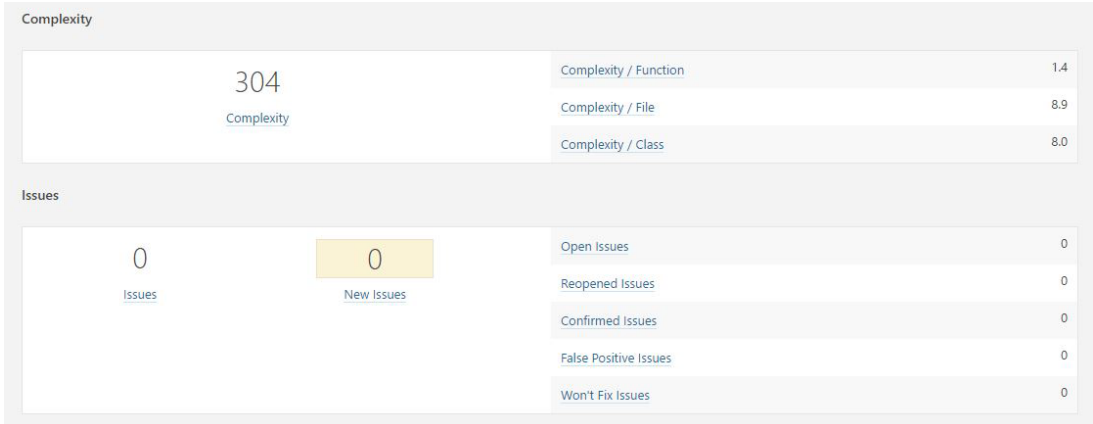 Complexity
304
Complexity
Complexity / Function 1.4
Complexity / File 8.9
Complexity / Class 8.0
Issues
0
Issues
0
New Issues
Open Issues 0
Reopened Issues 0
Confirmed Issues 0
False Positive Issues 0
Won't Fix Issues 0